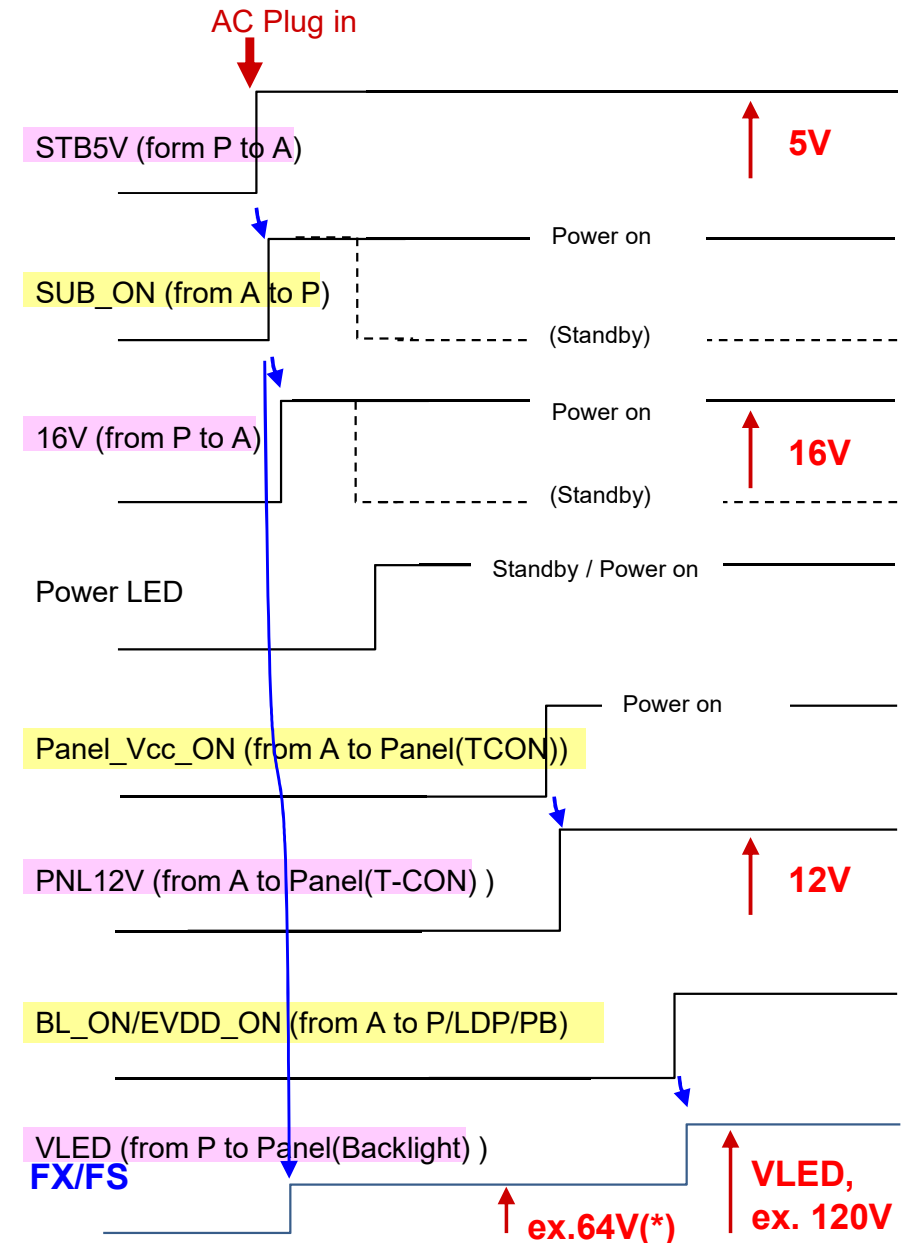 AC Plug in
STB5V (form P to A)
5V
Power on
SUB_ON (from A to P)
(Standby)
Power on
16V (from P to A)
16V
(Standby)
Standby / Power on
Power LED
Power on
Panel_Vcc_ON (from A to Panel(TCON))
PNL12V (from A to Panel(T-CON) )
12V
BL_ON/EVDD_ON (from A to P/LDP/PB)
VLED (from P to Panel(Backlight) )
FX/FS
VLED,
ex. 120V
ex.64V(*)